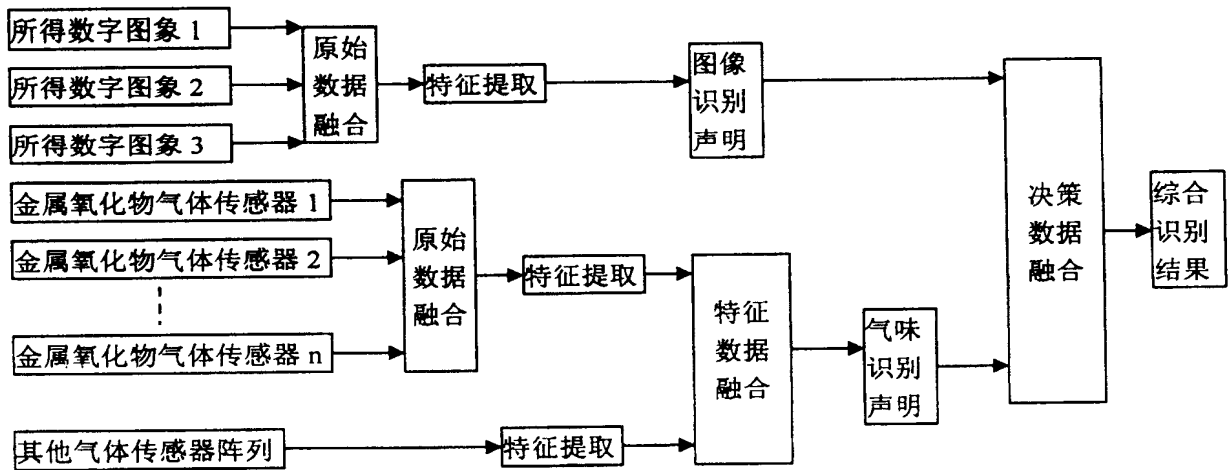 所得数字图象 1
所得数字图象 2
所得数字图象 3
原始
数据
融合
特征提取
图像
识别
声明
金属氧化物气体传感器 1
金属氧化物气体传感器 2
金属氧化物气体传感器 n
原始
数据
融合
特征提取
其他气体传感器阵列
特征提取
特征
数据
融合
气味
识别
声明
决策
数据
融合
综合
识别
结果